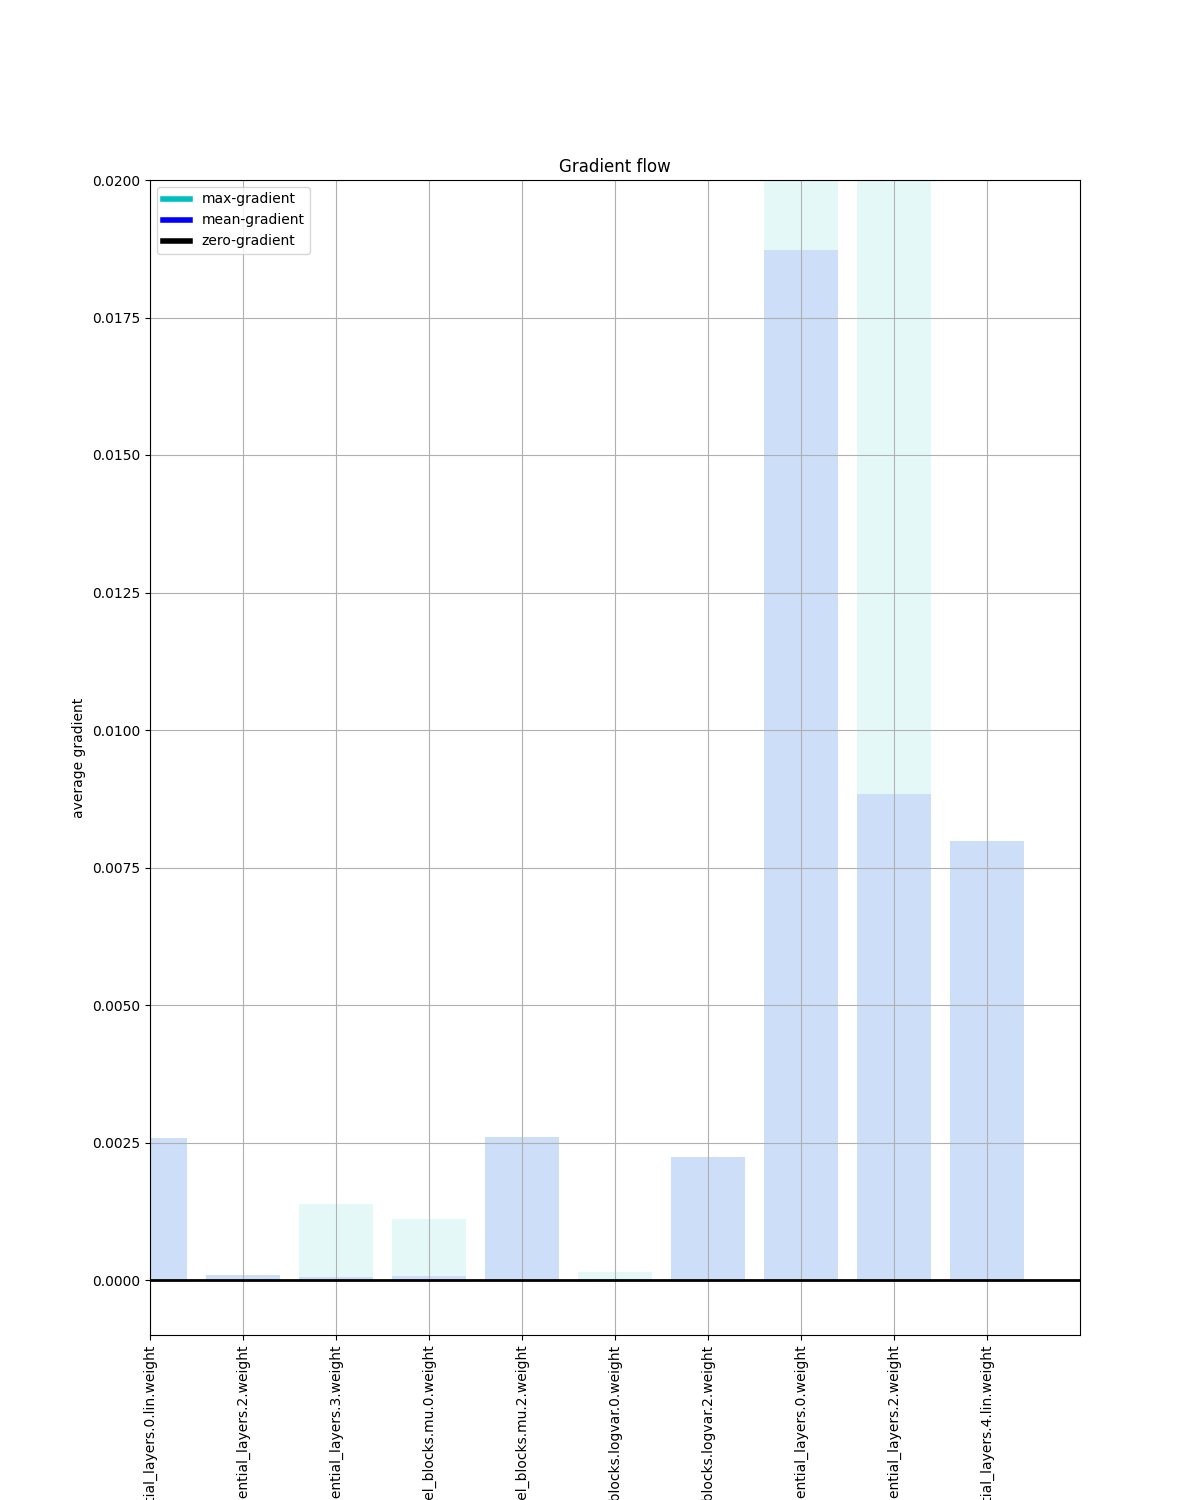 Gradient flow
max-gradient
mean-gradient
zero-gradient
0.0200
0.0175
0.0150
0.0125
0.0100
0.0075
0.0050
0.0025
0.0000
average gradient
tial_layers.0.lin.weight
ential_layers.2.weight
ential_layers.3.weight
el_blocks.mu.0.weight
el_blocks.mu.2.weight
blocks.logvar.0.weight
blocks.logvar.2.weight
ential_layers.0.weight
ential_layers.2.weight
tial_layers.4.lin.weight